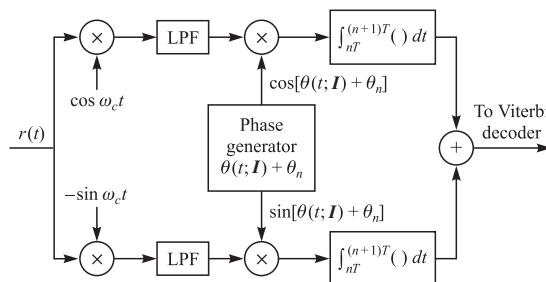 × LPF × ∫_{nT}^{(n+1)T} ( ) dt
cos ω_c t
cos[θ(t; I) + θ_n]
r(t)
Phase
generator
θ(t; I) + θ_n
To Viterbi
decoder
+
−sin ω_c t
sin[θ(t; I) + θ_n]
× LPF × ∫_{nT}^{(n+1)T} ( ) dt